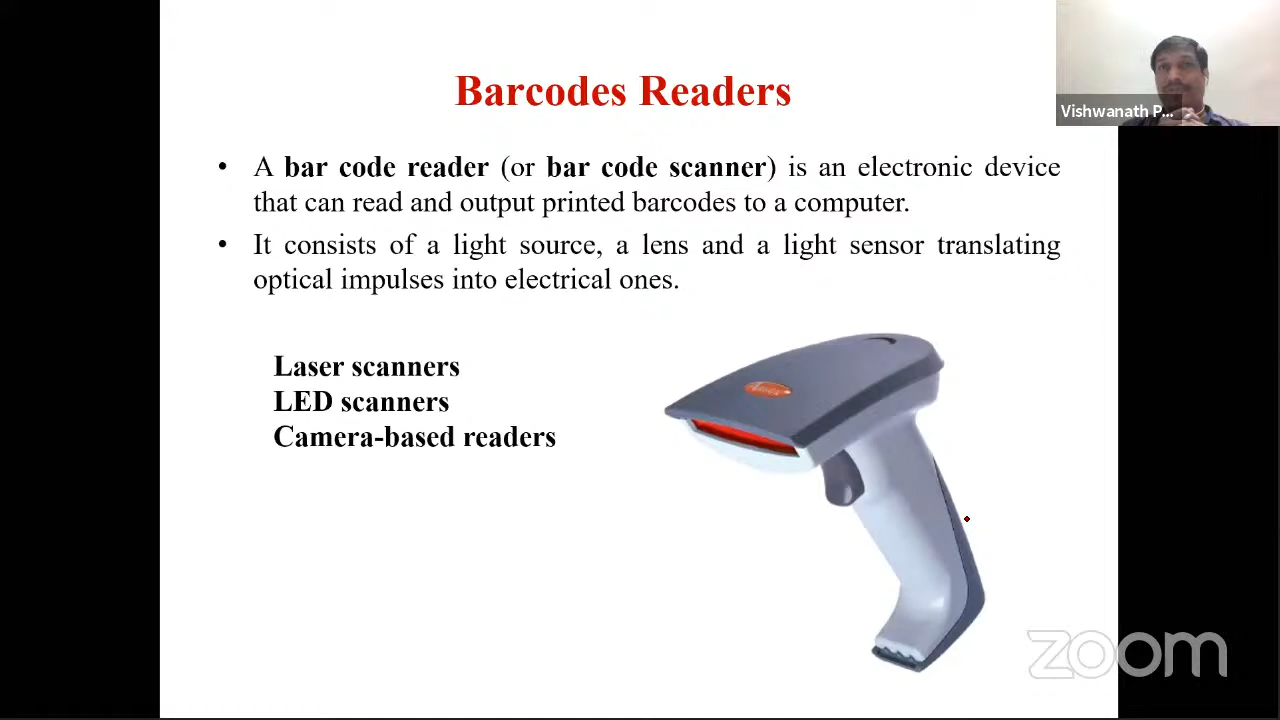 Barcodes Readers
Vishwanath P...
• A bar code reader (or bar code scanner) is an electronic device
that can read and output printed barcodes to a computer.
• It consists of a light source, a lens and a light sensor translating
optical impulses into electrical ones.
Laser scanners
LED scanners
Camera-based readers
zoom